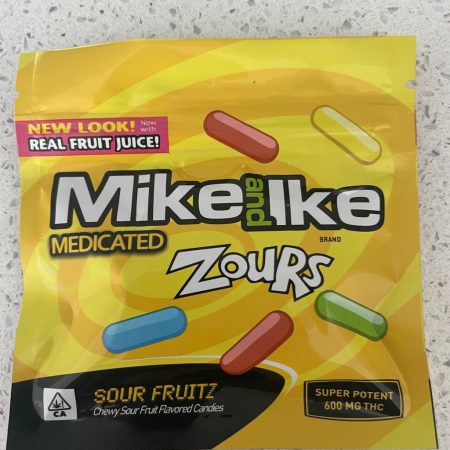 NEW LOOK! Now with
REAL FRUIT JUICE!
Mike and Ike
MEDICATED
BRAND
ZOURS
SOUR FRUITZ
Chewy Sour Fruit Flavored Candies
CA
SUPER POTENT
600 MG THC